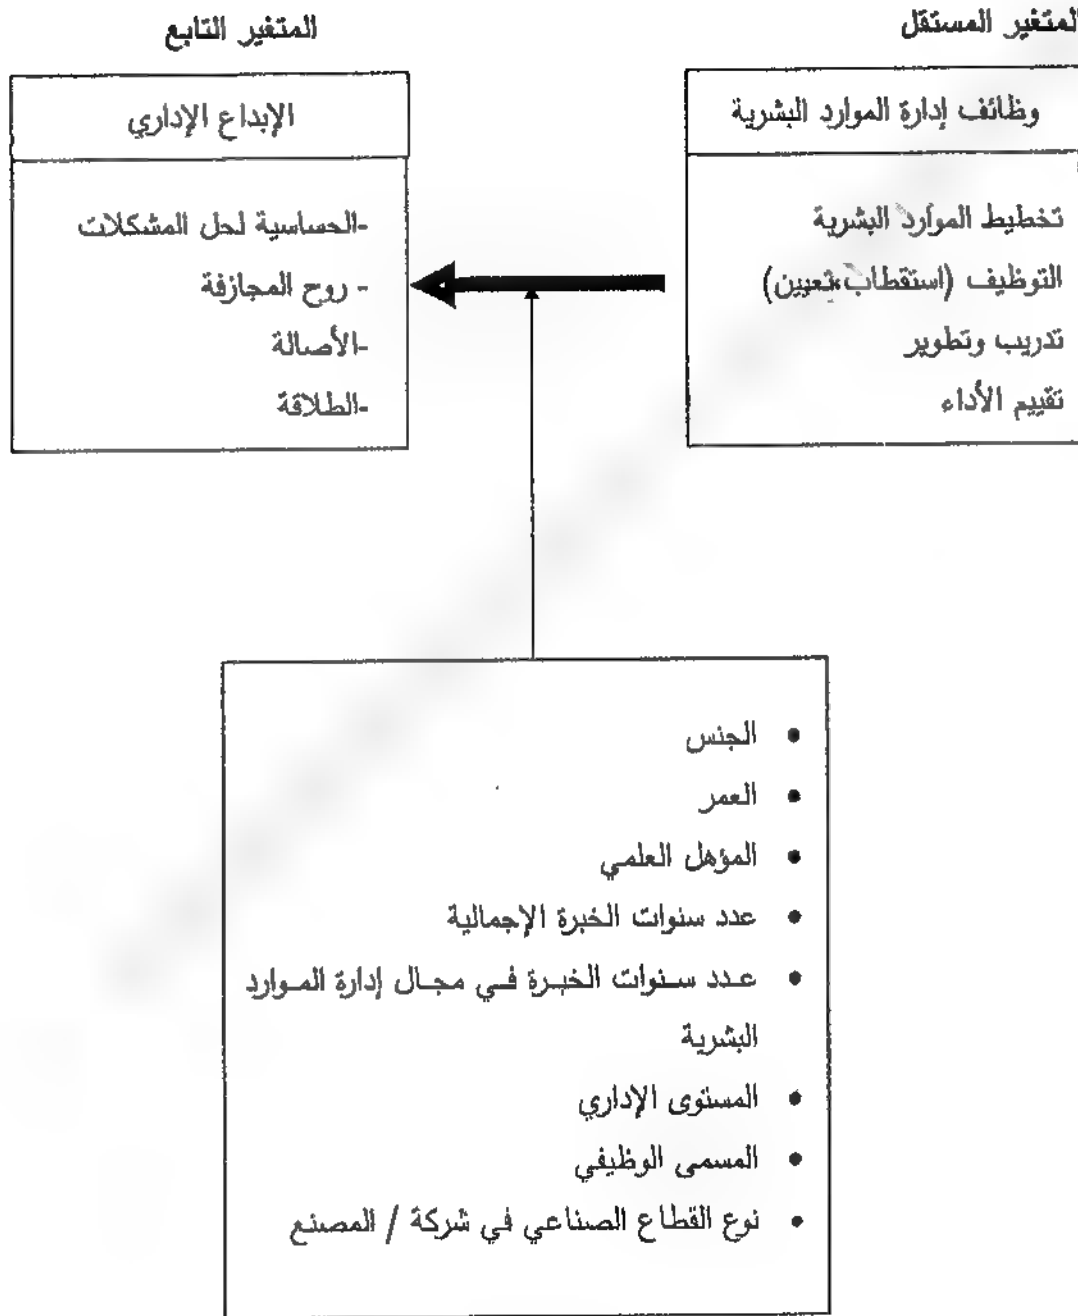 المتغير المستقل
المتغير التابع
وظائف إدارة الموارد البشرية
تخطيط الموارد البشرية
التوظيف (استقطاب،تعيين)
تدريب وتطوير
تقييم الأداء
الإبداع الإداري
-الحساسية لحل المشكلات
- روح المجازفة
-الأصالة
-الطلاقة
• الجنس
• العمر
• المؤهل العلمي
• عدد سنوات الخبرة الإجمالية
• عدد سنوات الخبرة في مجال إدارة الموارد
البشرية
• المستوى الإداري
• المسمى الوظيفي
• نوع القطاع الصناعي في شركة / المصنع